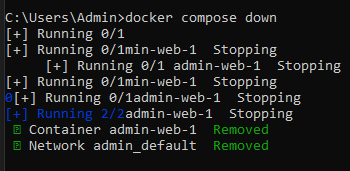 C:\Users\Admin>docker compose down
[+] Running 0/1
[+] Running 0/1min-web-1  Stopping
[+] Running 0/1 admin-web-1  Stopping
[+] Running 0/1min-web-1  Stopping
0[+] Running 0/1admin-web-1  Stopping
[+] Running 2/2admin-web-1  Stopping
Container admin-web-1  Removed
Network admin_default  Removed